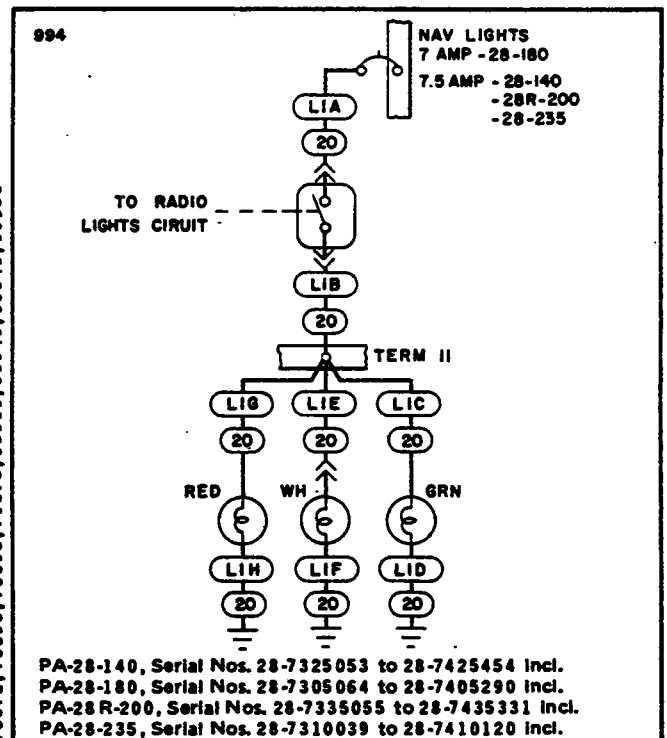 994
NAV LIGHTS
7 AMP - 28-180
7.5 AMP - 28-140
- 28R-200
- 28-235
L1A
20
TO RADIO
LIGHTS CIRUIT
L1B
20
TERM 11
L1G L1E L1C
20 20 20
RED WH GRN
L1H L1F L1D
20 20 20
PA-28-140, Serial Nos. 28-7325053 to 28-7425454 incl.
PA-28-180, Serial Nos. 28-7305064 to 28-7405290 incl.
PA-28R-200, Serial Nos. 28-7335055 to 28-7435331 incl.
PA-28-235, Serial Nos. 28-7310039 to 28-7410120 incl.